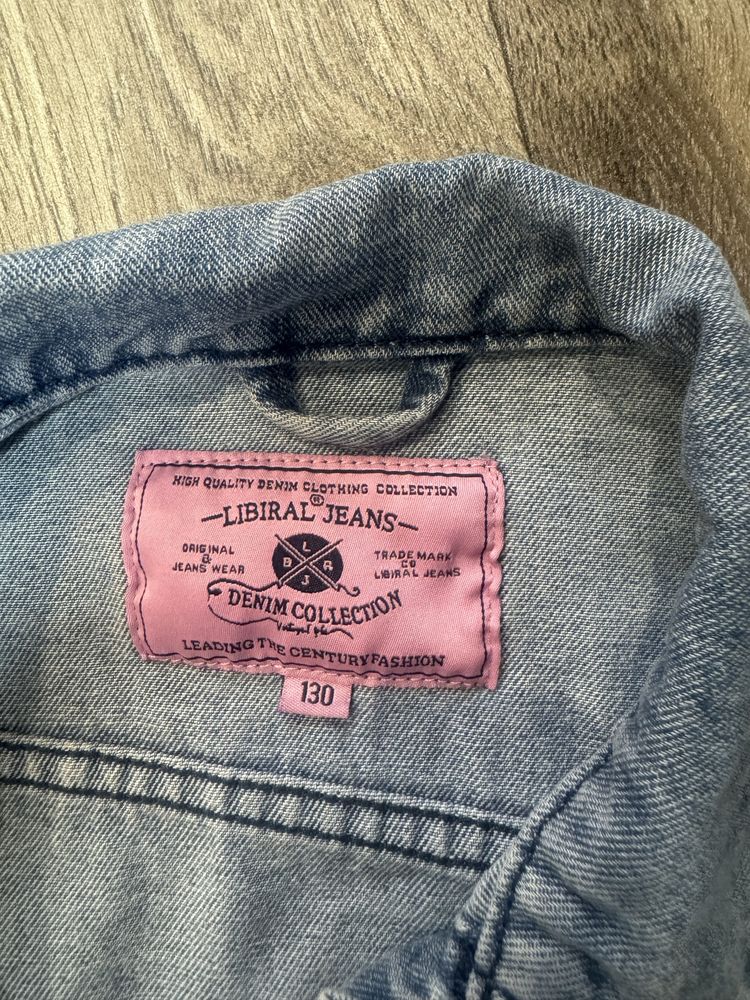 HIGH QUALITY DENIM CLOTHING COLLECTION
®
LIBIRAL JEANS
ORIGINAL
&
JEANS WEAR
L
B R
J
TRADE MARK
CO
LIBIRAL JEANS
DENIM COLLECTION
LEADING THE CENTURY FASHION
130